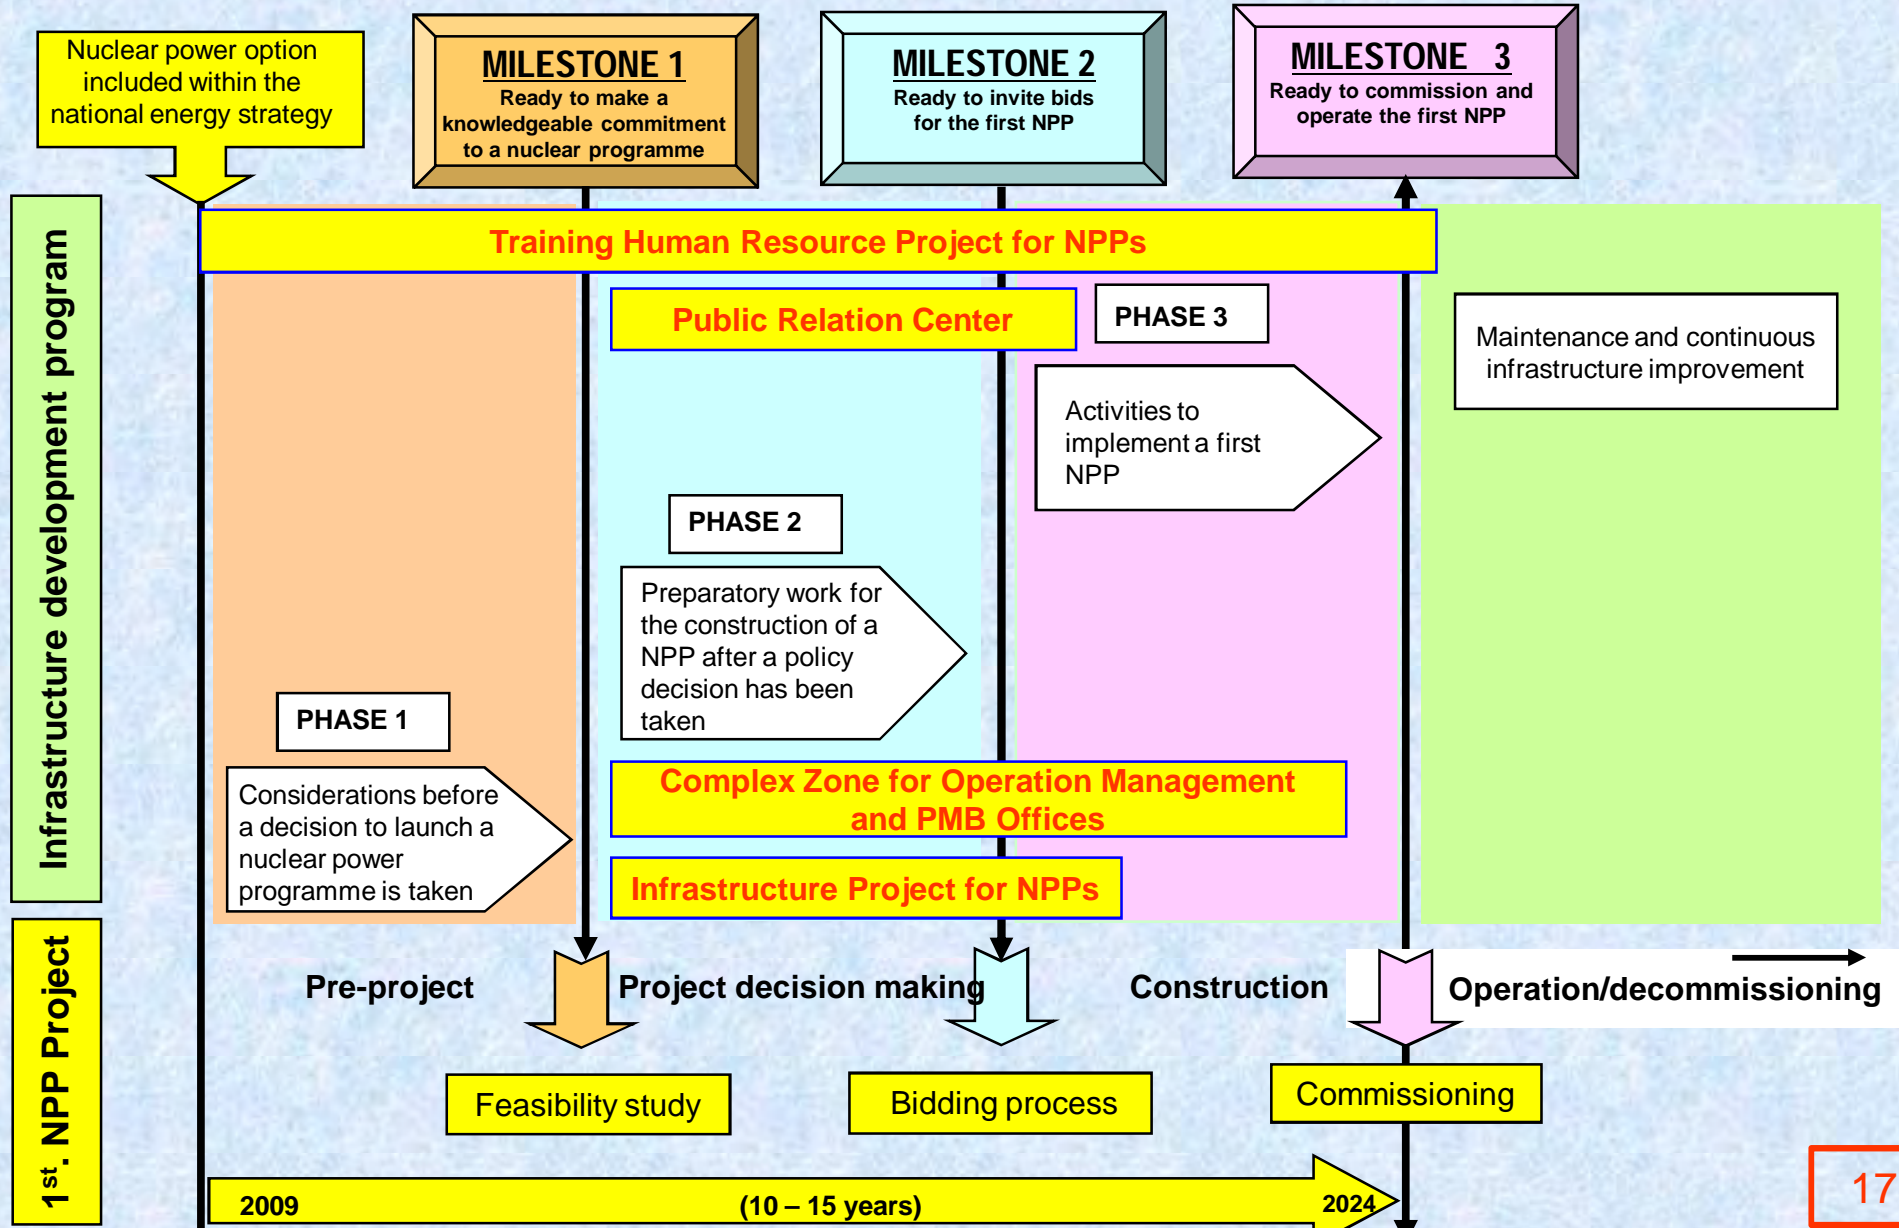 Nuclear power option
included within the
national energy strategy
MILESTONE 1
Ready to make a
knowledgeable commitment
to a nuclear programme
MILESTONE 2
Ready to invite bids
for the first NPP
MILESTONE 3
Ready to commission and
operate the first NPP
Infrastructure development program
Training Human Resource Project for NPPs
Public Relation Center
PHASE 3
Activities to
implement a first
NPP
Maintenance and continuous
infrastructure improvement
PHASE 2
Preparatory work for
the construction of a
NPP after a policy
decision has been
taken
PHASE 1
Considerations before
a decision to launch a
nuclear power
programme is taken
Complex Zone for Operation Management
and PMB Offices
Infrastructure Project for NPPs
1st. NPP Project
Pre-project
Project decision making
Construction
Operation/decommissioning
Feasibility study
Bidding process
Commissioning
2009
(10 – 15 years)
2024
17